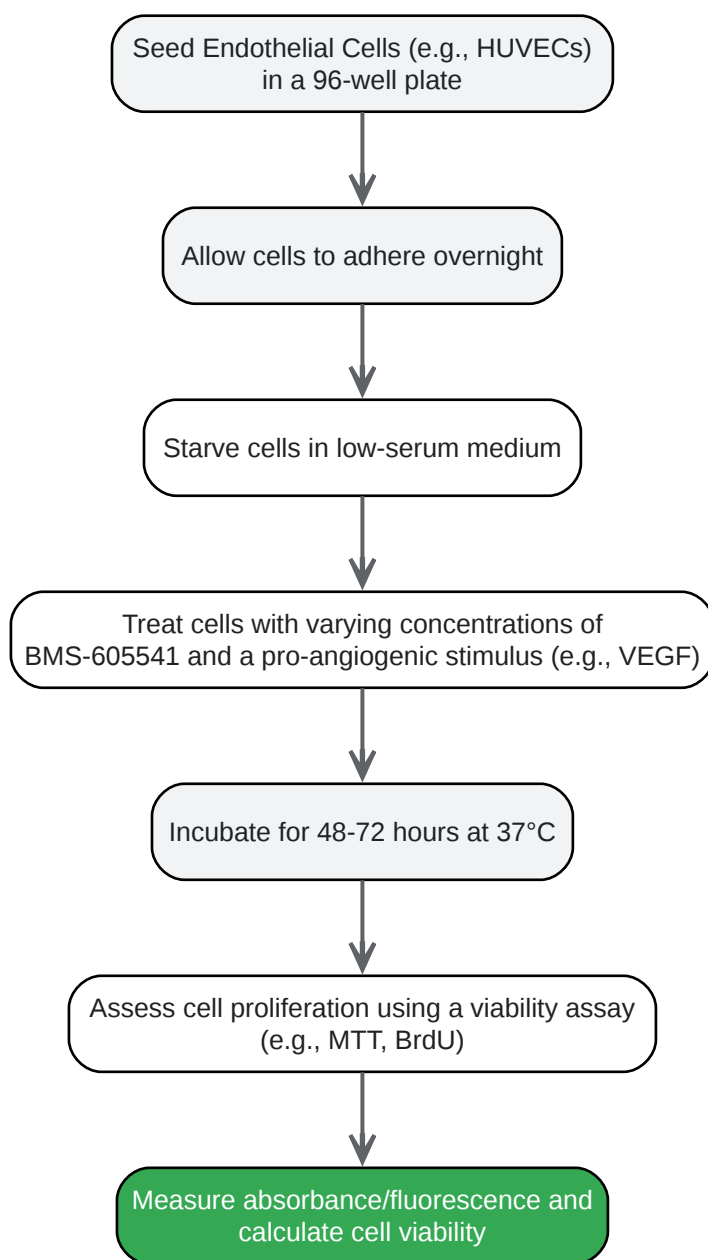 Seed Endothelial Cells (e.g., HUVECs)
in a 96-well plate
Allow cells to adhere overnight
Starve cells in low-serum medium
Treat cells with varying concentrations of
BMS-605541 and a pro-angiogenic stimulus (e.g., VEGF)
Incubate for 48-72 hours at 37°C
Assess cell proliferation using a viability assay
(e.g., MTT, BrdU)
Measure absorbance/fluorescence and
calculate cell viability